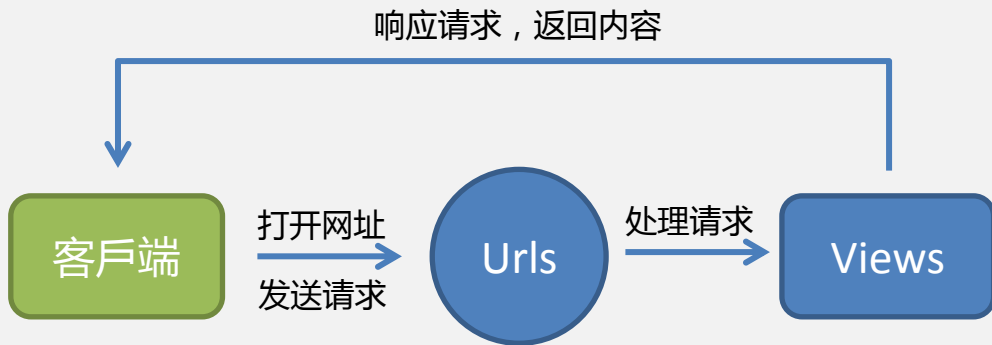 响应请求，返回内容
客戶端
打开网址
发送请求
Urls
处理请求
Views